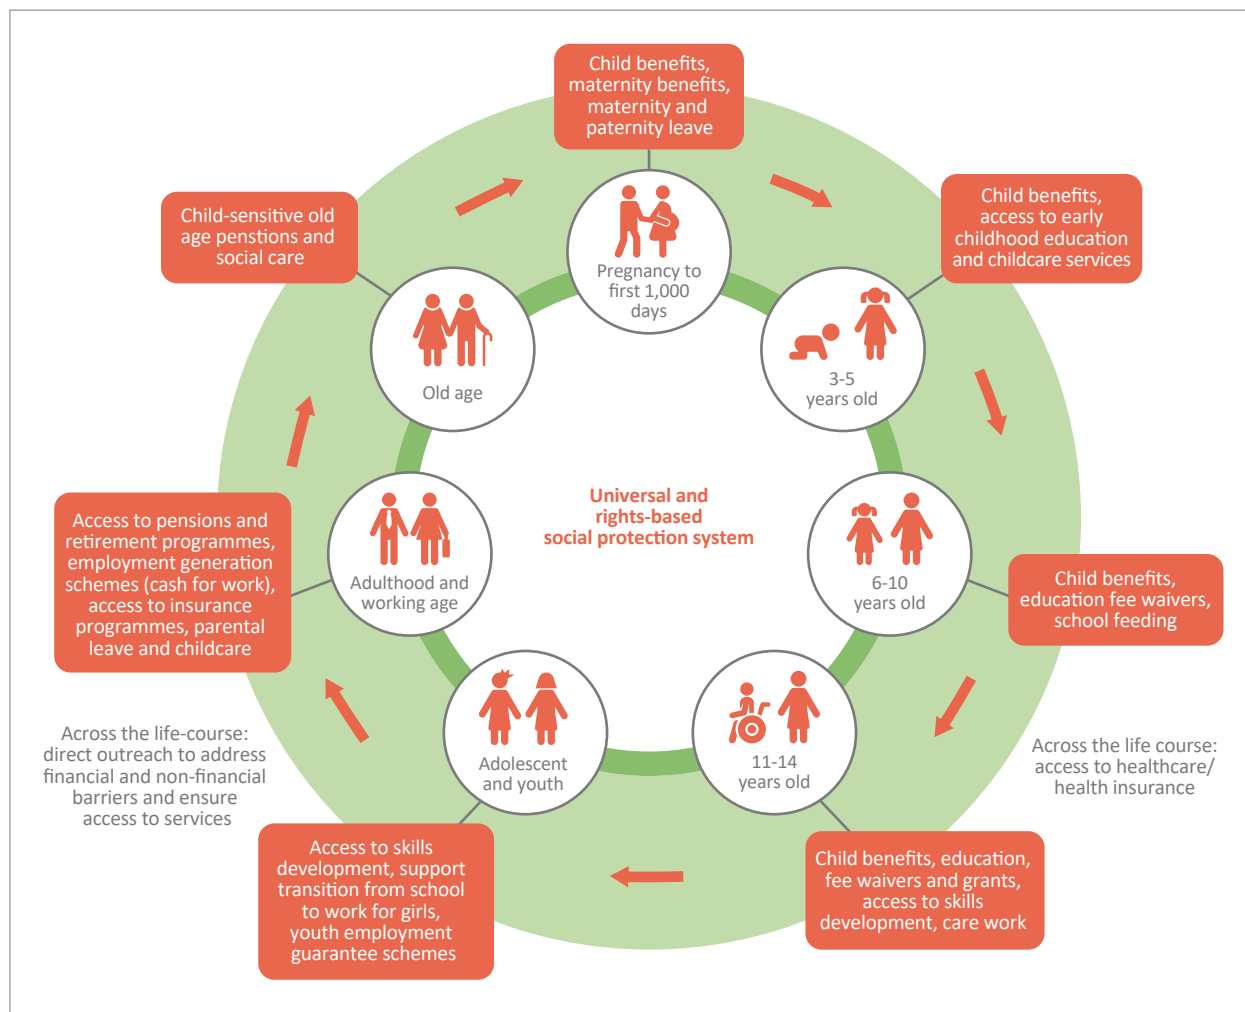 Child benefits,
maternity benefits,
maternity and
paternity leave
Pregnancy to
first 1,000
days
Child benefits,
access to early
childhood education
and childcare services
3-5
years old
Child benefits,
education fee waivers,
school feeding
6-10
years old
Across the life course:
access to healthcare/
health insurance
Child benefits, education,
fee waivers and grants,
access to skills
development, care work
11-14
years old
Access to skills
development, support
transition from school
to work for girls,
youth employment
guarantee schemes
Adolescent
and youth
Across the life-course:
direct outreach to address
financial and non-financial
barriers and ensure
access to services
Access to pensions and
retirement programmes,
employment generation
schemes (cash for work),
access to insurance
programmes, parental
leave and childcare
Adulthood and
working age
Child-sensitive old
age penstions and
social care
Old age
Universal and
rights-based
social protection system